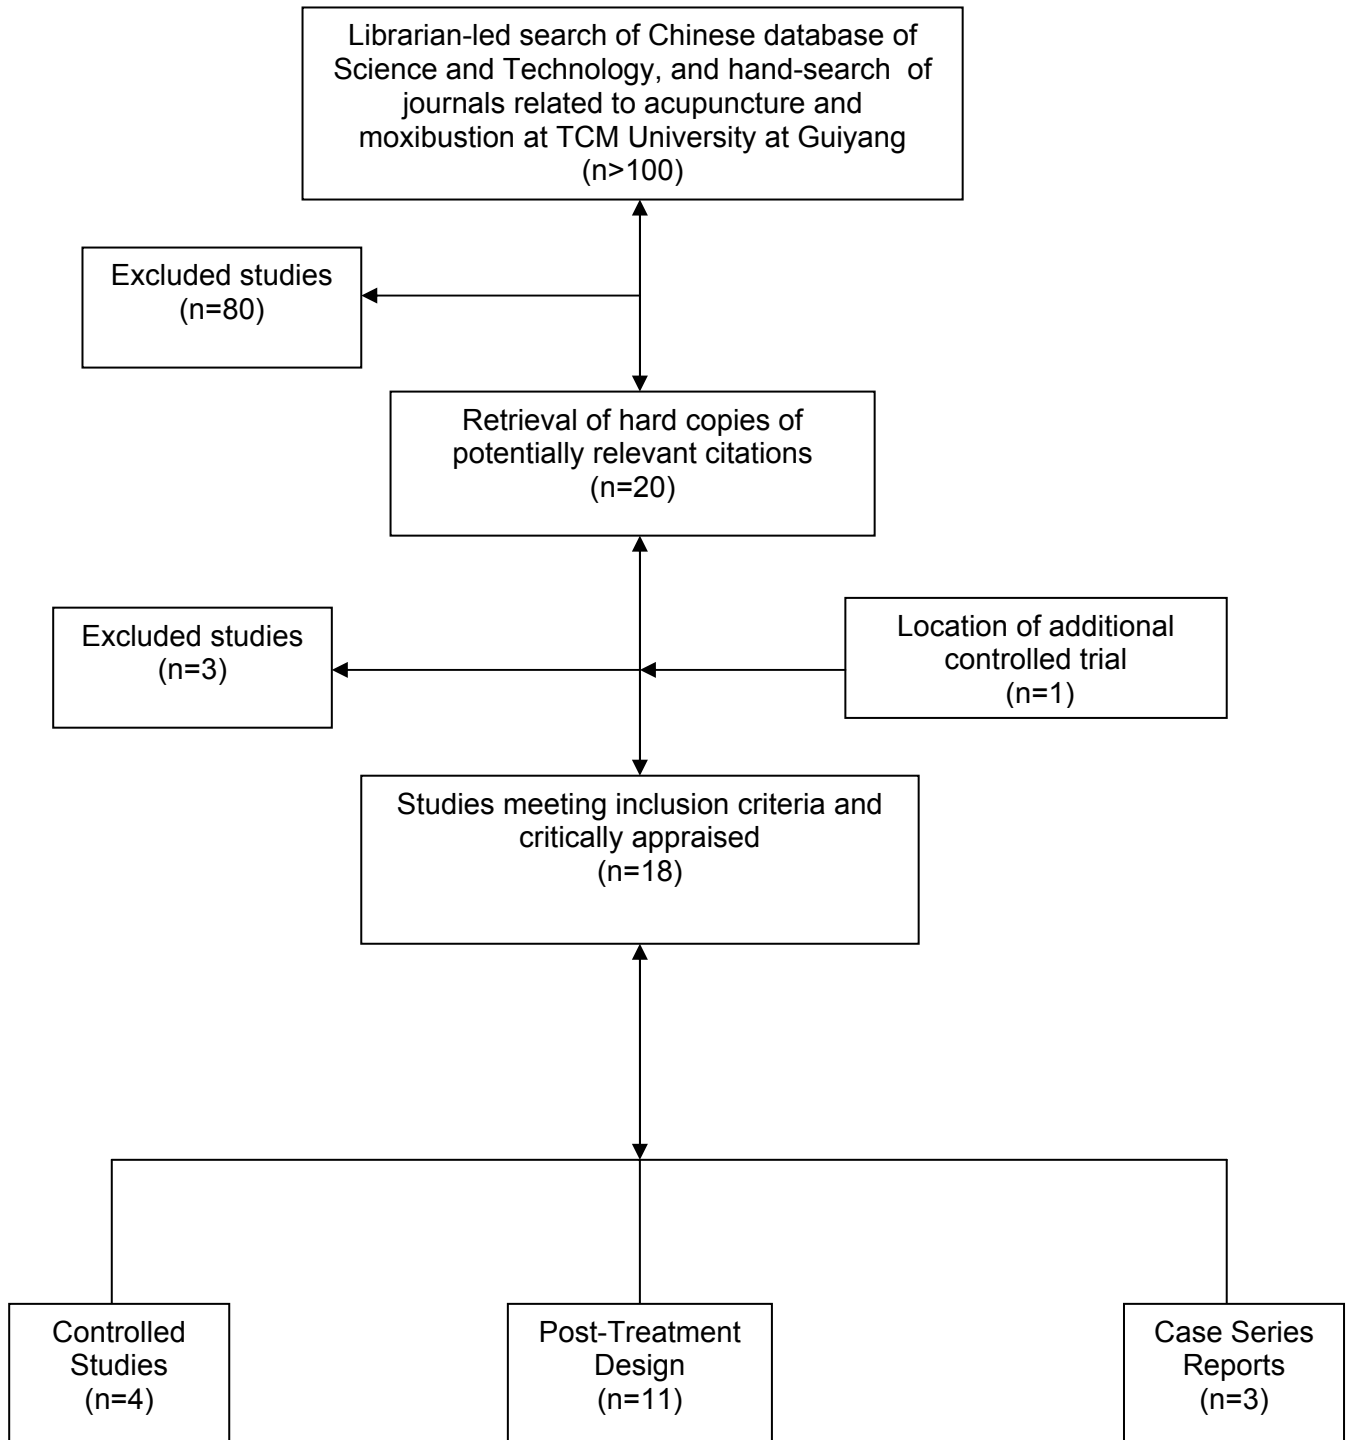 Librarian-led search of Chinese database of
Science and Technology, and hand-search  of
journals related to acupuncture and
moxibustion at TCM University at Guiyang
(n>100)
Excluded studies
(n=80)
Retrieval of hard copies of
potentially relevant citations
(n=20)
Excluded studies
(n=3)
Location of additional
controlled trial
(n=1)
Studies meeting inclusion criteria and
critically appraised
(n=18)
Controlled
Studies
(n=4)
Post-Treatment
Design
(n=11)
Case Series
Reports
(n=3)